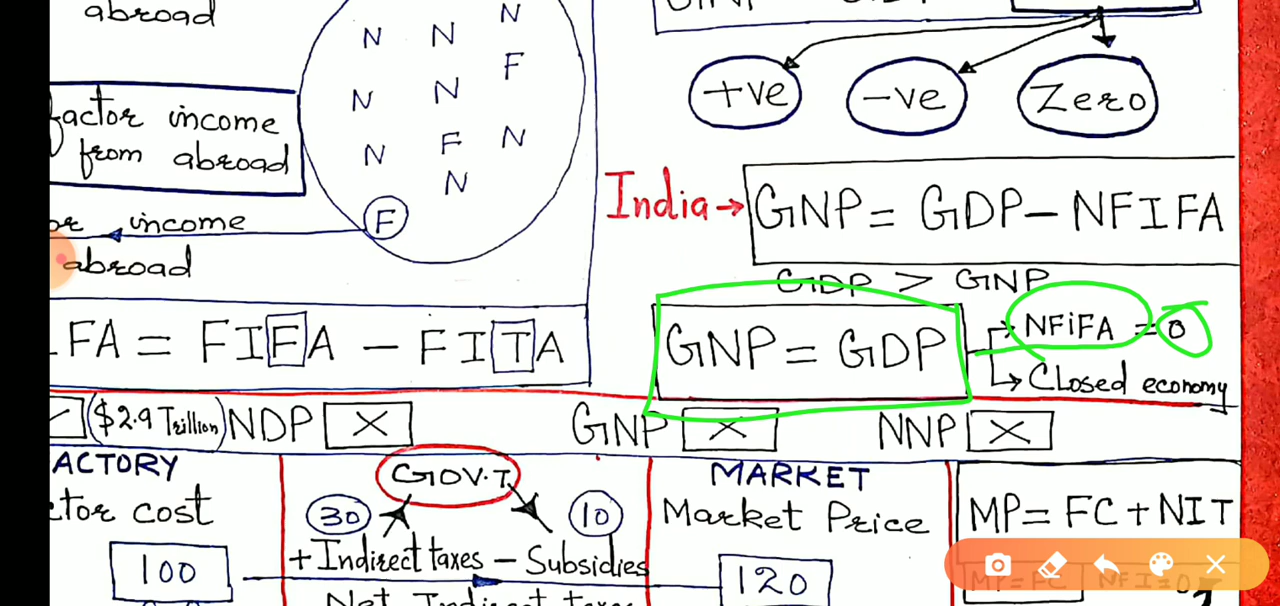 abroad
N N N
F
N N
N F N
N
F
factor income
from abroad
income
abroad
FA = FIFA - FITA
+ve -ve Zero
India → GNP = GDP - NFIFA
GDP > GNP
GNP = GDP
NFiFA = 0
Closed economy
($2.9 Trillion) NDP X GNP X NNP X
ACTORY
ctor cost
100
GOV.T
30 10
+ Indirect taxes - Subsidies
MARKET
Market Price
120
MP = FC + NIT